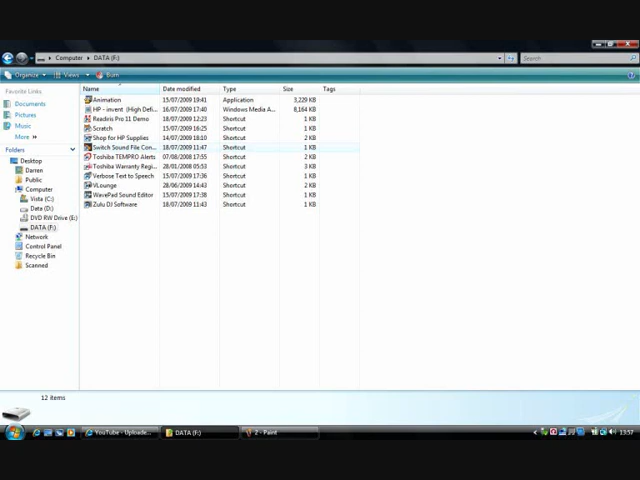 Computer ▸ DATA (F:)
Search
Organize Views Burn
Favorite Links
Documents
Pictures
Music
More »
Folders
Desktop
Darren
Public
Computer
Vista (C:)
Data (D:)
DVD RW Drive (E:)
DATA (F:)
Network
Control Panel
Recycle Bin
Scanned
Name Date modified Type Size Tags
Animation 15/07/2009 19:41 Application 3,229 KB
HP - invent (High Defi... 16/07/2009 17:40 Windows Media A... 8,164 KB
Readiris Pro 11 Demo 18/07/2009 12:23 Shortcut 1 KB
Scratch 15/07/2009 16:25 Shortcut 1 KB
Shop for HP Supplies 14/07/2009 18:10 Shortcut 2 KB
Switch Sound File Con... 18/07/2009 11:47 Shortcut 1 KB
Toshiba TEMPRO Alerts 07/08/2009 17:55 Shortcut 2 KB
Toshiba Warranty Regi... 28/01/2008 05:53 Shortcut 3 KB
Verbose Text to Speech 15/07/2009 17:36 Shortcut 1 KB
VLounge 28/06/2009 14:43 Shortcut 2 KB
WavePad Sound Editor 15/07/2009 17:38 Shortcut 1 KB
Zulu DJ Software 18/07/2009 11:43 Shortcut 1 KB
12 items
YouTube - Uploade... DATA (F:) 2 - Paint 13:57